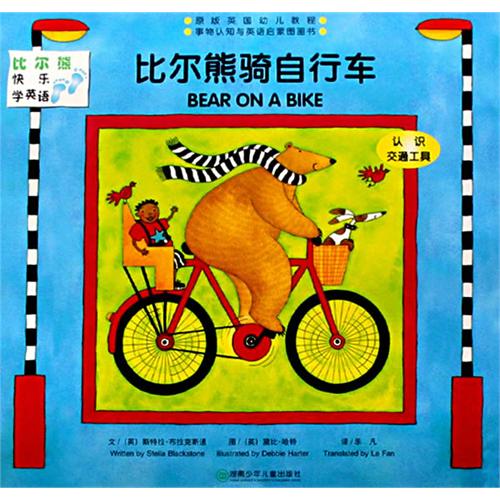 原版英国幼儿教程
事物认知与英语启蒙图画书
比尔熊
快乐
学英语
比尔熊骑自行车
BEAR ON A BIKE
认识
交通工具
文/(英)斯特拉·布拉克斯通
Written by Stella Blackstone
图/(英)黛比·哈特
Illustrated by Debbie Harter
译/乐凡
Translated by Le Fan
湖南少年儿童出版社